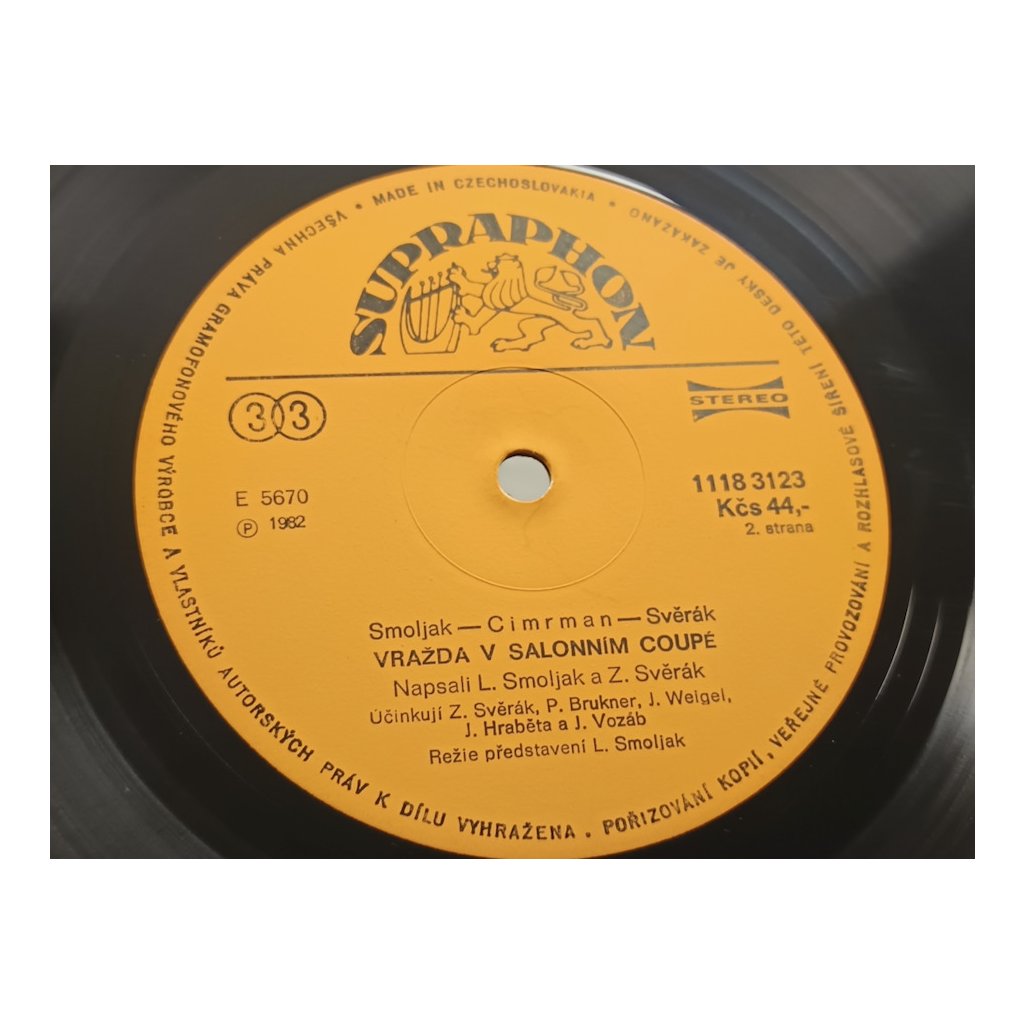 VŠECHNA PRÁVA GRAMOFONOVÉHO VÝROBCE A VLASTNÍKŮ AUTORSKÝCH PRÁV K DÍLU VYHRAŽENA • POŘIZOVÁNÍ KOPIÍ, VEŘEJNÉ PROVOZOVÁNÍ A ROZHLASOVÉ ŠÍŘENÍ TÉTO DESKY JE ZAKÁZÁNO • MADE IN CZECHOSLOVAKIA •
SUPRAPHON
33
STEREO
E 5670
Ⓟ 1982
1118 3123
Kčs 44,-
2. strana
Smoljak — Cimrman — Svěrák
VRAŽDA V SALONNÍM COUPÉ
Napsali L. Smoljak a Z. Svěrák
Účinkují Z. Svěrák, P. Brukner, J. Weigel,
J. Hraběta a J. Vozáb
Režie představení L. Smoljak